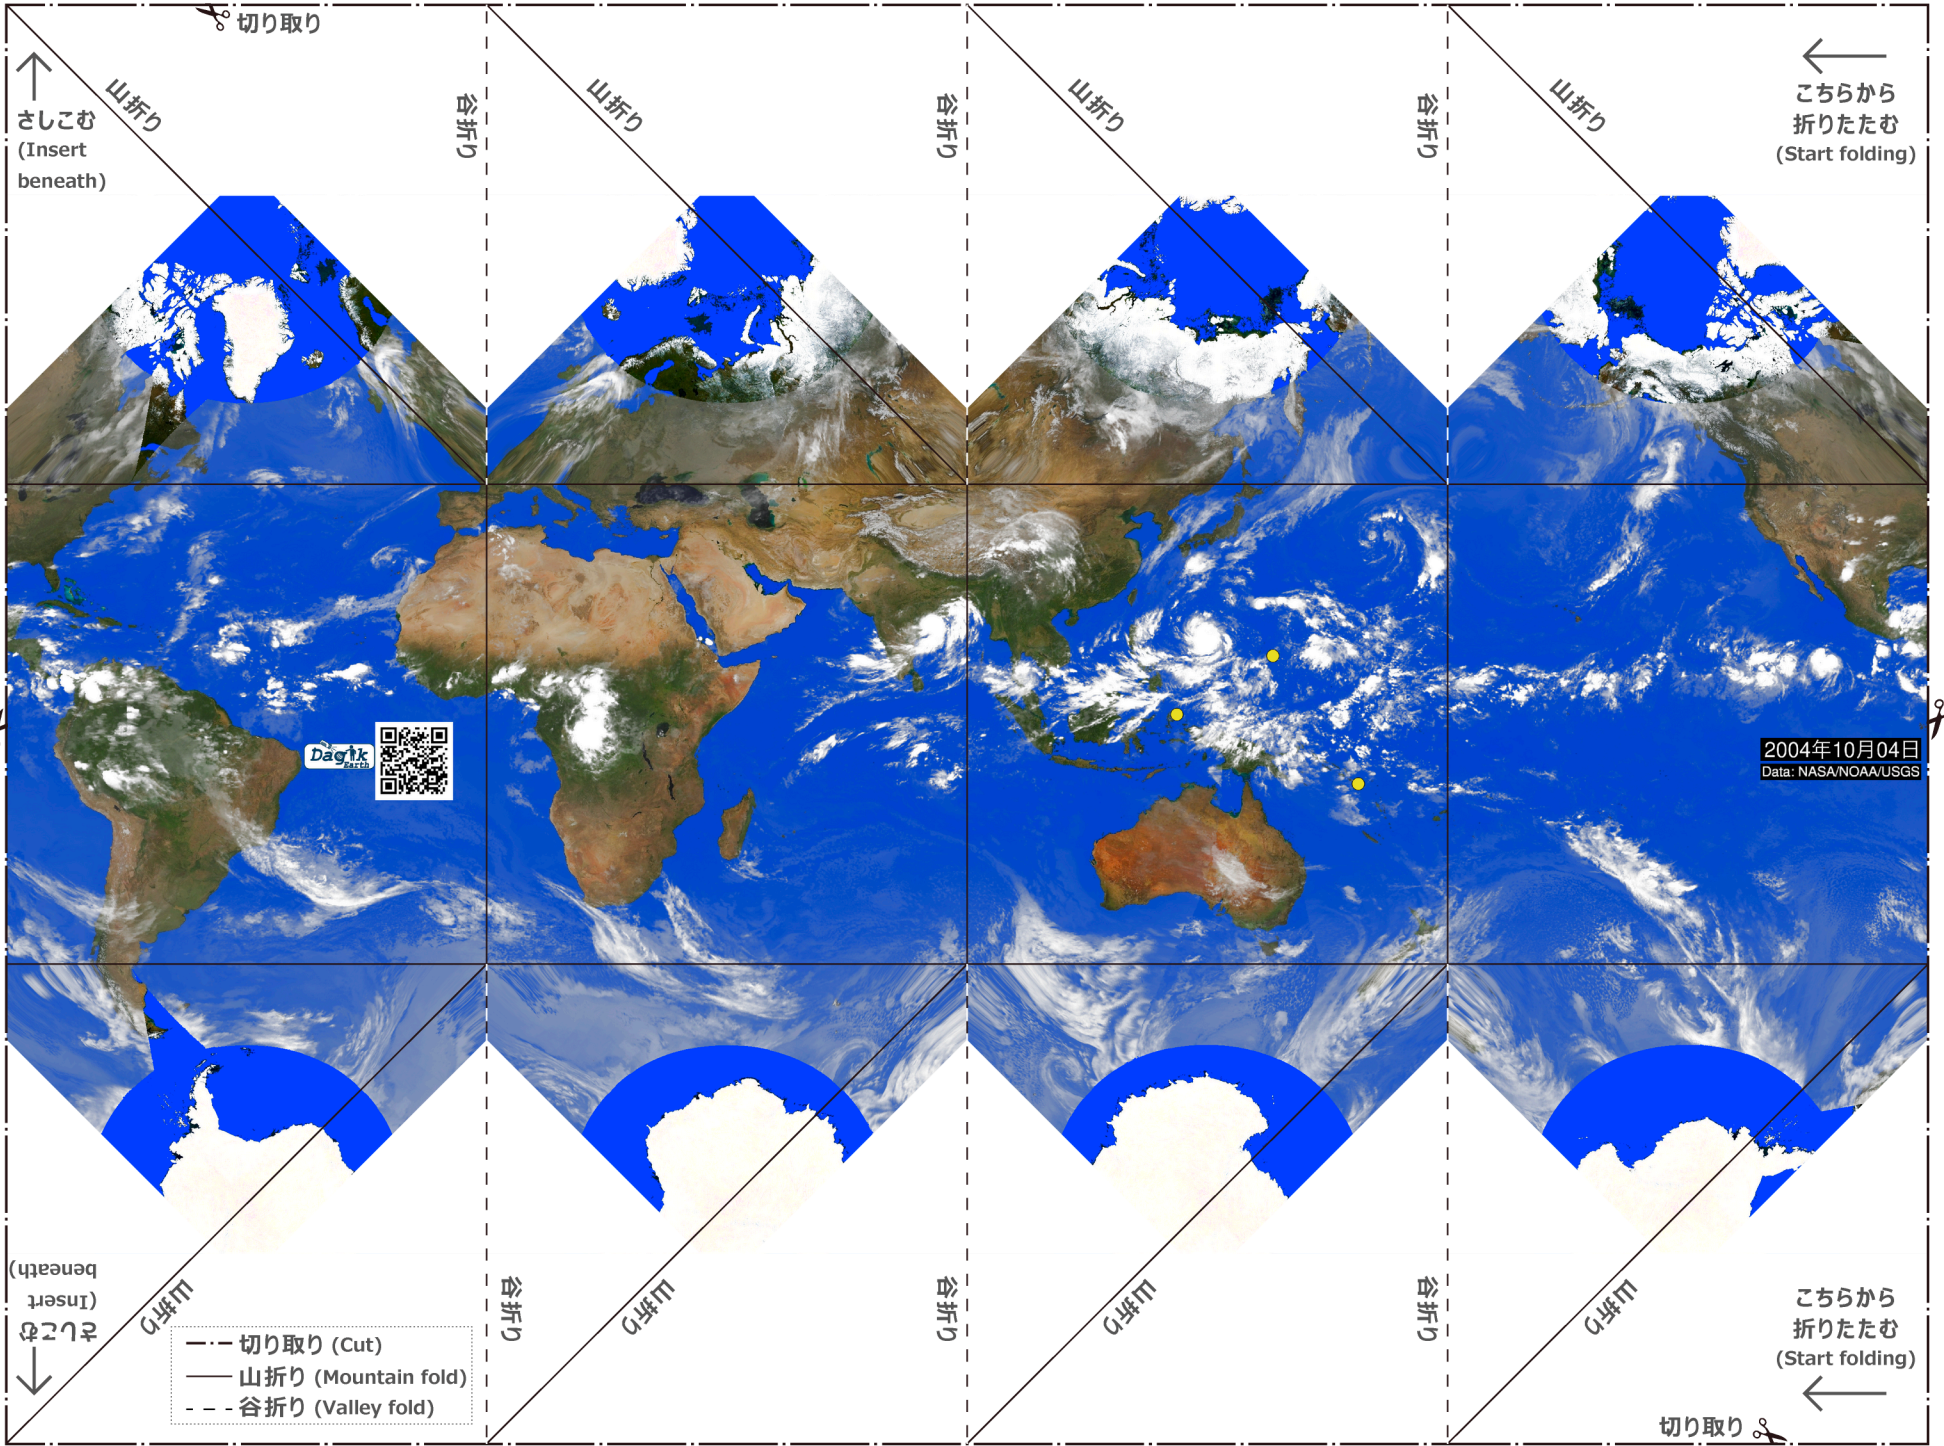 切り取り
山折り
谷折り
山折り
谷折り
山折り
谷折り
山折り
さしこむ
(Insert
beneath)
こちらから
折りたたむ
(Start folding)
Dagik
Earth
2004年10月04日
Data: NASA/NOAA/USGS
さしこむ
(Insert
beneath)
山折り
谷折り
山折り
谷折り
山折り
谷折り
山折り
こちらから
折りたたむ
(Start folding)
切り取り (Cut)
山折り (Mountain fold)
谷折り (Valley fold)
切り取り